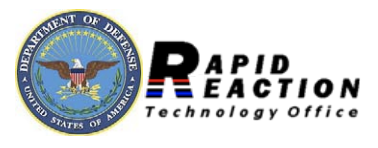 DEPARTMENT OF DEFENSE
UNITED STATES OF AMERICA
RAPID
REACTION
Technology Office